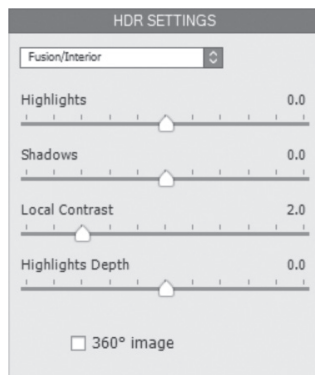 HDR SETTINGS
Fusion/Interior
Highlights 0.0
Shadows 0.0
Local Contrast 2.0
Highlights Depth 0.0
360° image